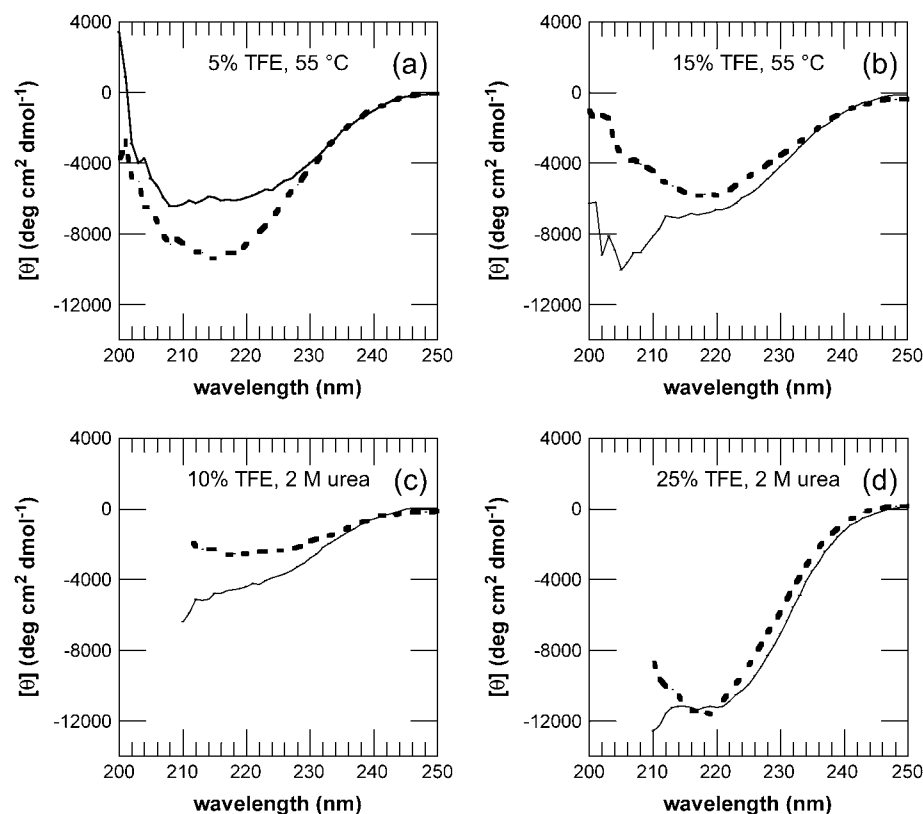 4000
0
-4000
-8000
-12000
[θ] (deg cm² dmol⁻¹)
5% TFE, 55 °C
(a)
200 210 220 230 240 250
wavelength (nm)
4000
0
-4000
-8000
-12000
[θ] (deg cm² dmol⁻¹)
15% TFE, 55 °C
(b)
200 210 220 230 240 250
wavelength (nm)
4000
0
-4000
-8000
-12000
[θ] (deg cm² dmol⁻¹)
10% TFE, 2 M urea
(c)
200 210 220 230 240 250
wavelength (nm)
4000
0
-4000
-8000
-12000
[θ] (deg cm² dmol⁻¹)
25% TFE, 2 M urea
(d)
200 210 220 230 240 250
wavelength (nm)